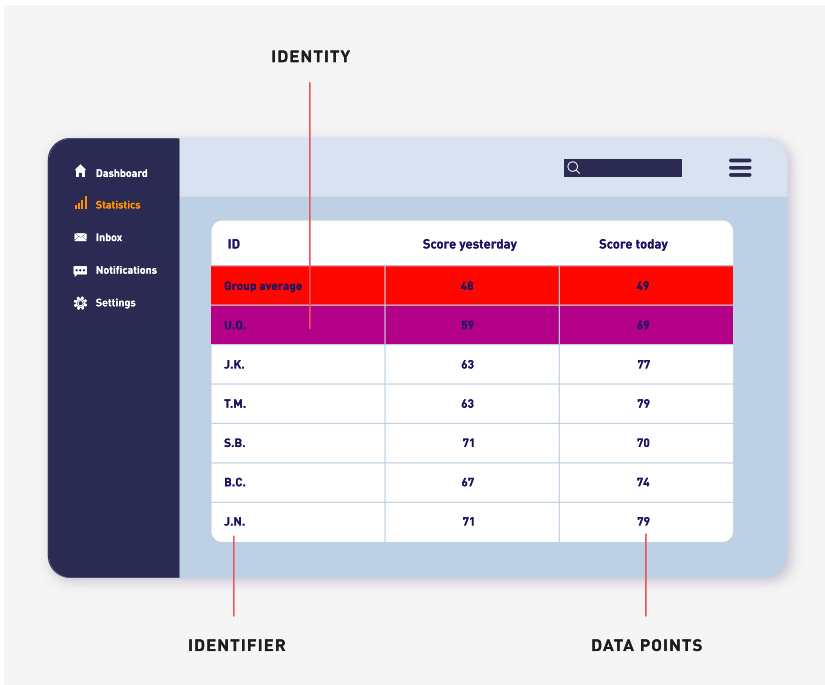 IDENTITY
Dashboard
Statistics
Inbox
Notifications
Settings
ID Score yesterday Score today
Group average 48 49
U.O. 59 69
J.K. 63 77
T.M. 63 79
S.B. 71 70
B.C. 67 74
J.N. 71 79
IDENTIFIER DATA POINTS